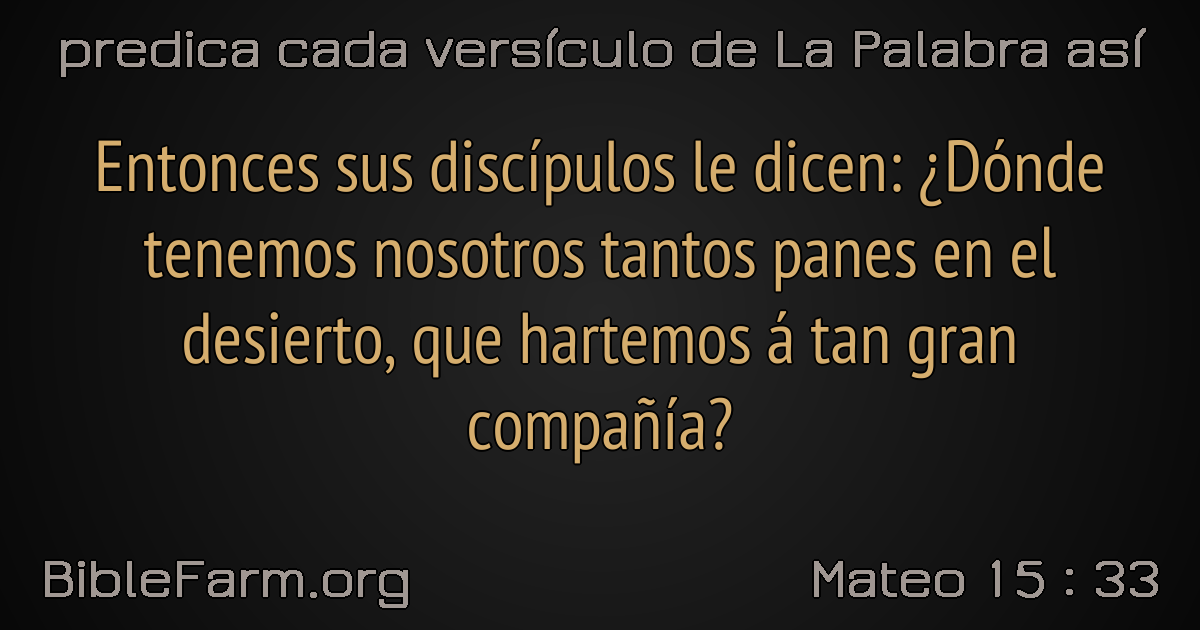 predica cada versículo de La Palabra así
Entonces sus discípulos le dicen: ¿Dónde
tenemos nosotros tantos panes en el
desierto, que hartemos á tan gran
compañía?
BibleFarm.org
Mateo 15 : 33